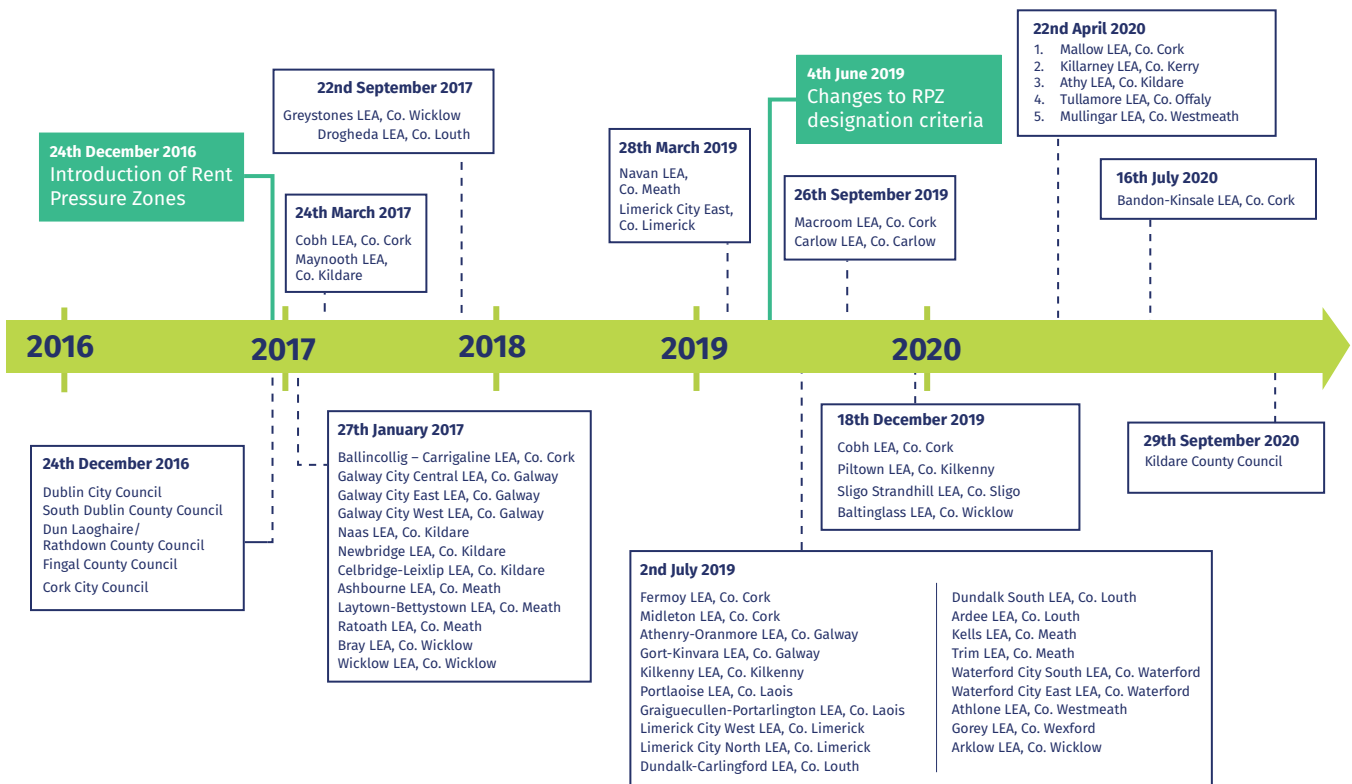 24th December 2016
Introduction of Rent
Pressure Zones
22nd September 2017
Greystones LEA, Co. Wicklow
Drogheda LEA, Co. Louth
24th March 2017
Cobh LEA, Co. Cork
Maynooth LEA,
Co. Kildare
28th March 2019
Navan LEA,
Co. Meath
Limerick City East,
Co. Limerick
4th June 2019
Changes to RPZ
designation criteria
26th September 2019
Macroom LEA, Co. Cork
Carlow LEA, Co. Carlow
22nd April 2020
1. Mallow LEA, Co. Cork
2. Killarney LEA, Co. Kerry
3. Athy LEA, Co. Kildare
4. Tullamore LEA, Co. Offaly
5. Mullingar LEA, Co. Westmeath
16th July 2020
Bandon-Kinsale LEA, Co. Cork
2016
2017
2018
2019
2020
24th December 2016
Dublin City Council
South Dublin County Council
Dun Laoghaire/
Rathdown County Council
Fingal County Council
Cork City Council
27th January 2017
Ballincollig – Carrigaline LEA, Co. Cork
Galway City Central LEA, Co. Galway
Galway City East LEA, Co. Galway
Galway City West LEA, Co. Galway
Naas LEA, Co. Kildare
Newbridge LEA, Co. Kildare
Celbridge-Leixlip LEA, Co. Kildare
Ashbourne LEA, Co. Meath
Laytown-Bettystown LEA, Co. Meath
Ratoath LEA, Co. Meath
Bray LEA, Co. Wicklow
Wicklow LEA, Co. Wicklow
18th December 2019
Cobh LEA, Co. Cork
Piltown LEA, Co. Kilkenny
Sligo Strandhill LEA, Co. Sligo
Baltinglass LEA, Co. Wicklow
29th September 2020
Kildare County Council
2nd July 2019
Fermoy LEA, Co. Cork
Midleton LEA, Co. Cork
Athenry-Oranmore LEA, Co. Galway
Gort-Kinvara LEA, Co. Galway
Kilkenny LEA, Co. Kilkenny
Portlaoise LEA, Co. Laois
Graiguecullen-Portarlington LEA, Co. Laois
Limerick City West LEA, Co. Limerick
Limerick City North LEA, Co. Limerick
Dundalk-Carlingford LEA, Co. Louth
Dundalk South LEA, Co. Louth
Ardee LEA, Co. Louth
Kells LEA, Co. Meath
Trim LEA, Co. Meath
Waterford City South LEA, Co. Waterford
Waterford City East LEA, Co. Waterford
Athlone LEA, Co. Westmeath
Gorey LEA, Co. Wexford
Arklow LEA, Co. Wicklow